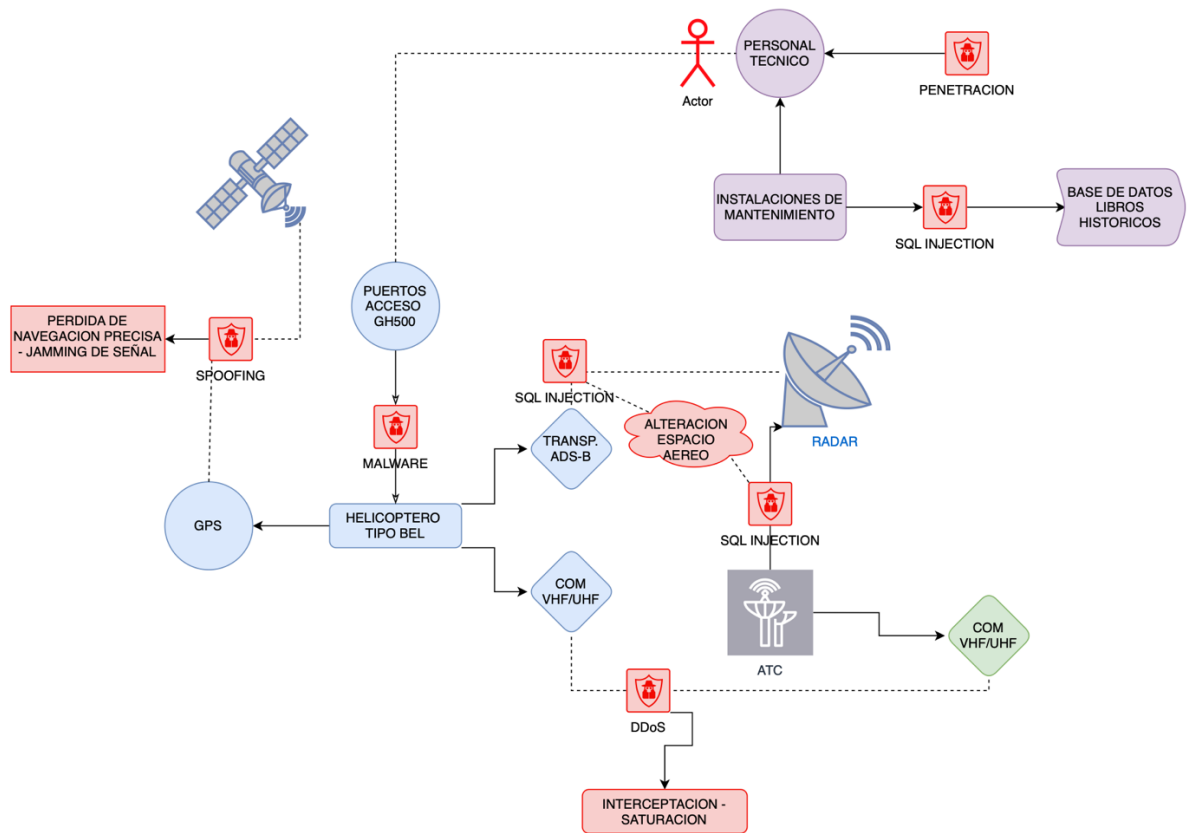 PERSONAL
TECNICO
Actor
PENETRACION
INSTALACIONES DE
MANTENIMIENTO
SQL INJECTION
BASE DE DATOS
LIBROS
HISTORICOS
PUERTOS
ACCESO
GH500
PERDIDA DE
NAVEGACION PRECISA
- JAMMING DE SEÑAL
SPOOFING
SQL INJECTION
ALTERACION
ESPACIO
AEREO
RADAR
MALWARE
TRANSP.
ADS-B
GPS
HELICOPTERO
TIPO BEL
SQL INJECTION
COM
VHF/UHF
ATC
COM
VHF/UHF
DDoS
INTERCEPTACION -
SATURACION